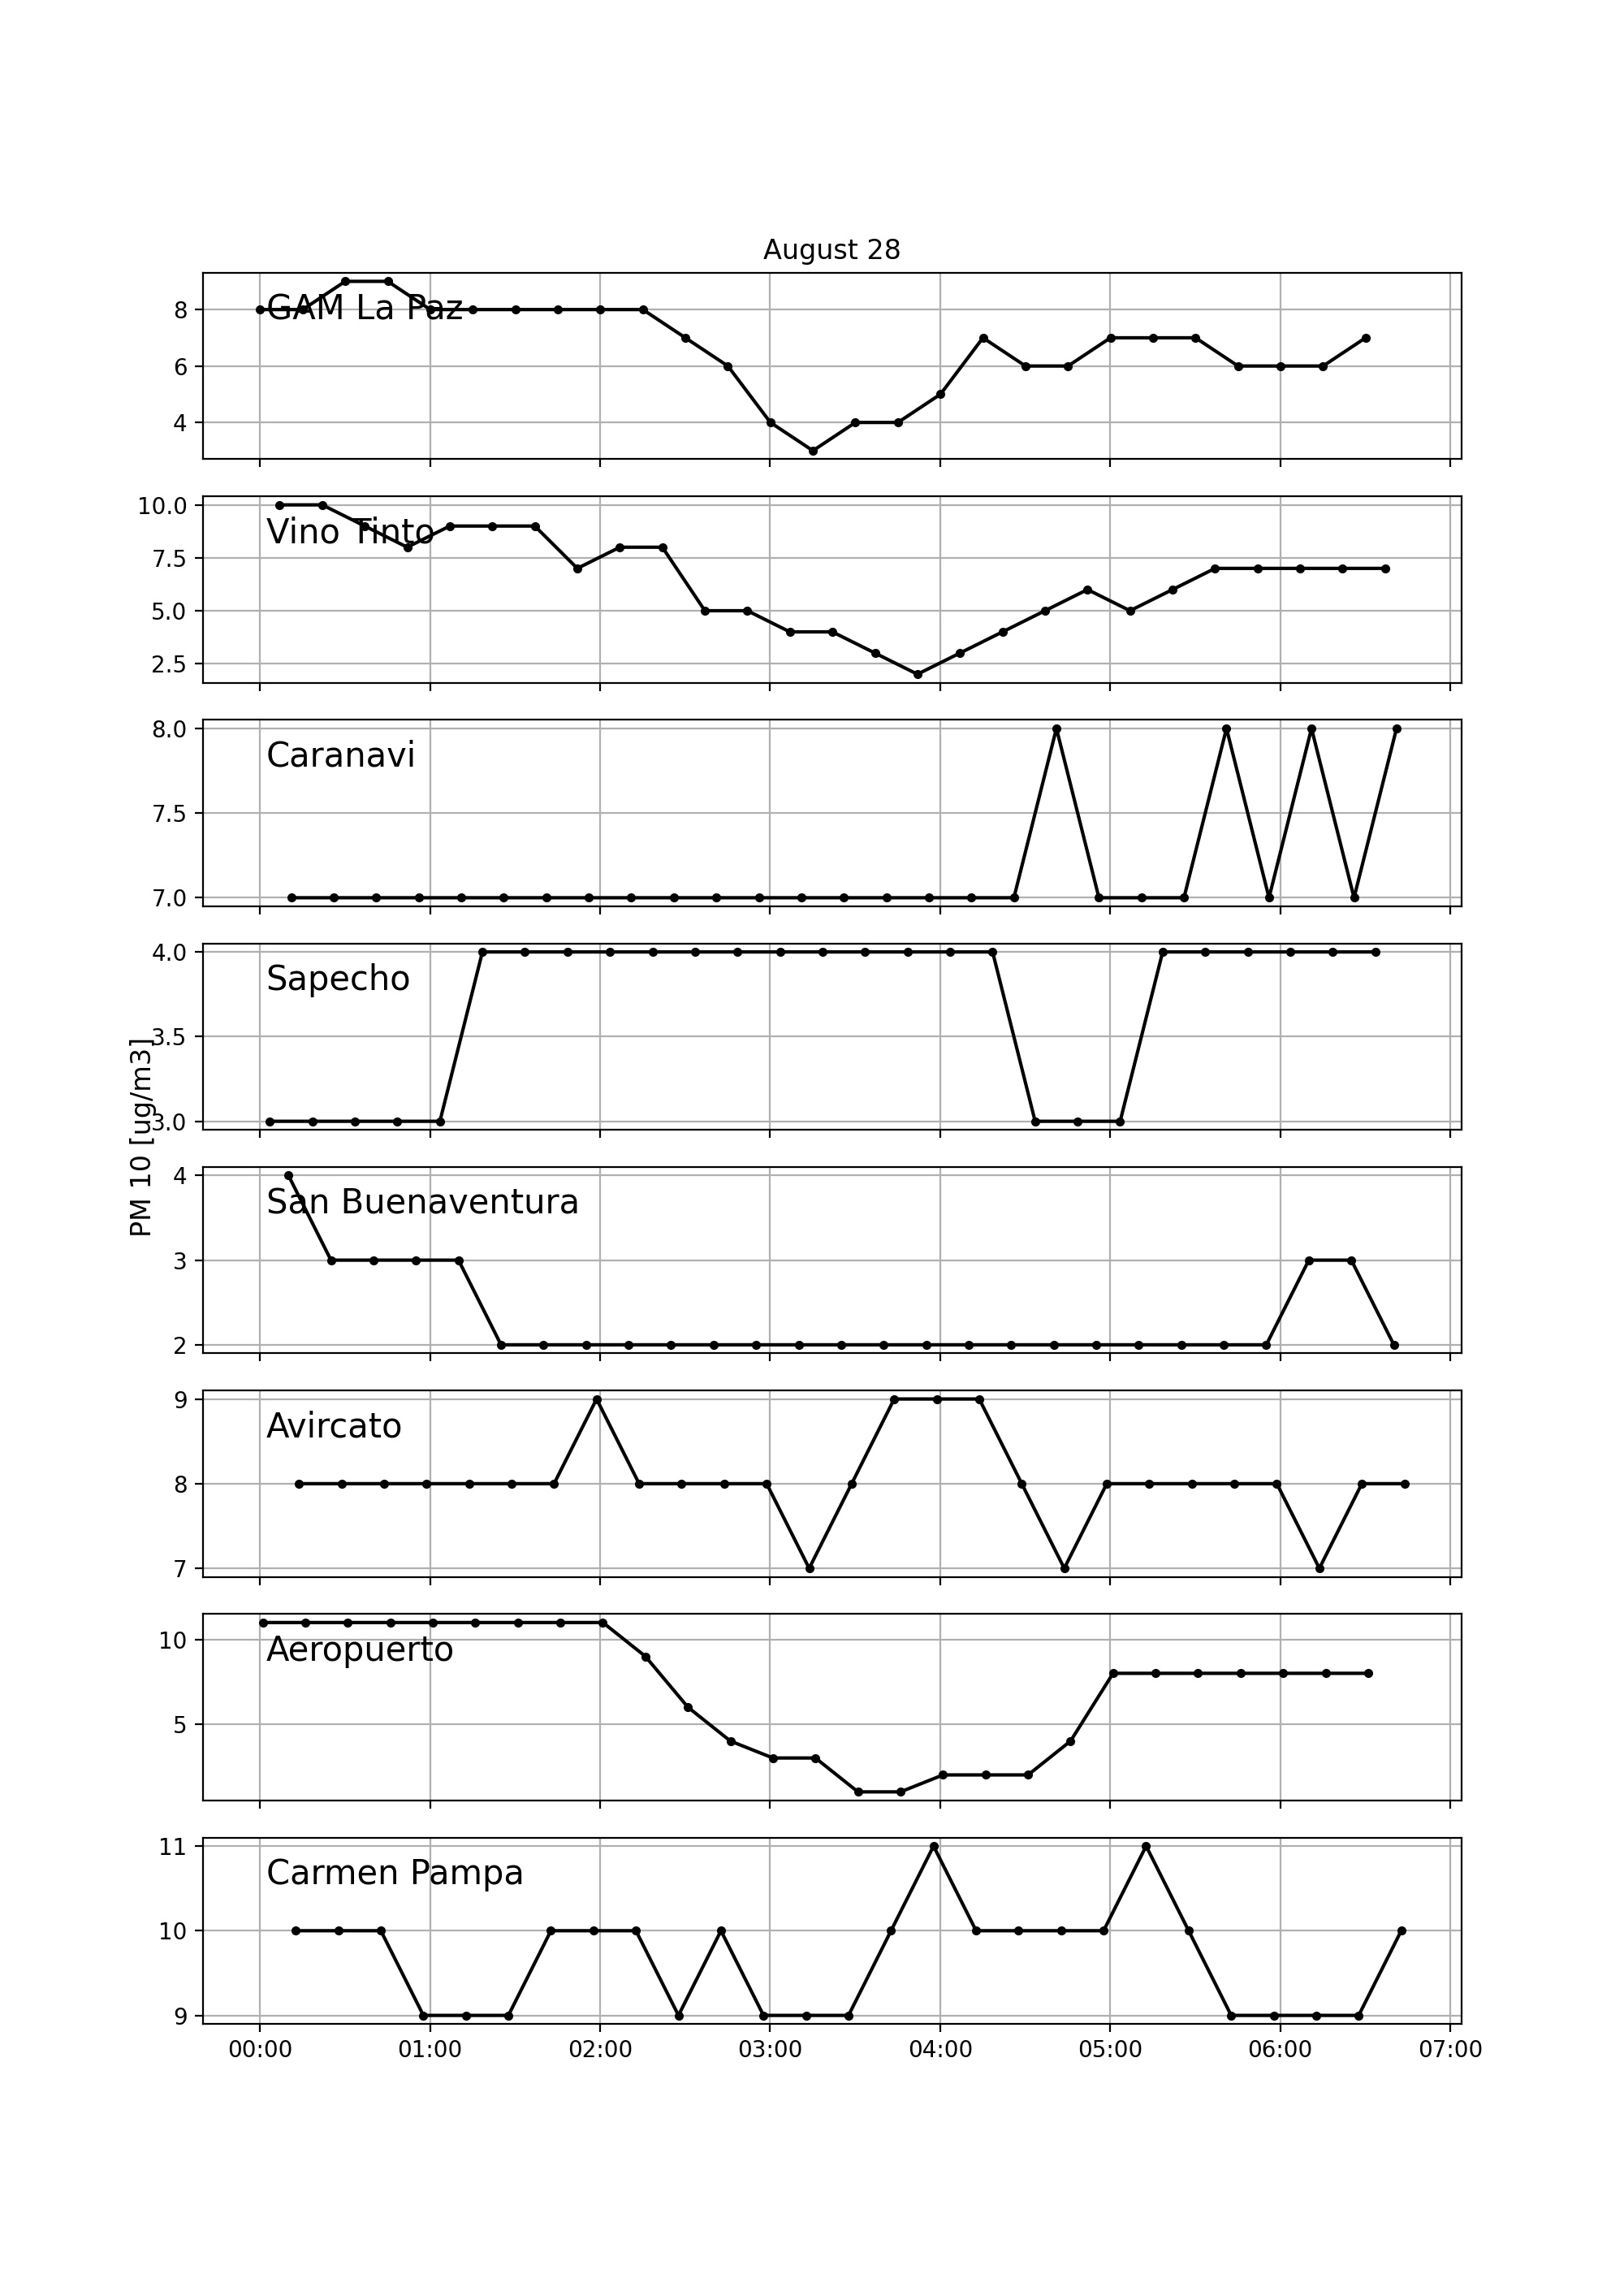 August 28
GAM La Paz
8
6
4
Vino Tinto
10.0
7.5
5.0
2.5
Caranavi
8.0
7.5
7.0
Sapecho
4.0
3.5
3.0
PM 10 [ug/m3]
San Buenaventura
4
3
2
Avircato
9
8
7
Aeropuerto
10
5
Carmen Pampa
11
10
9
00:00 01:00 02:00 03:00 04:00 05:00 06:00 07:00